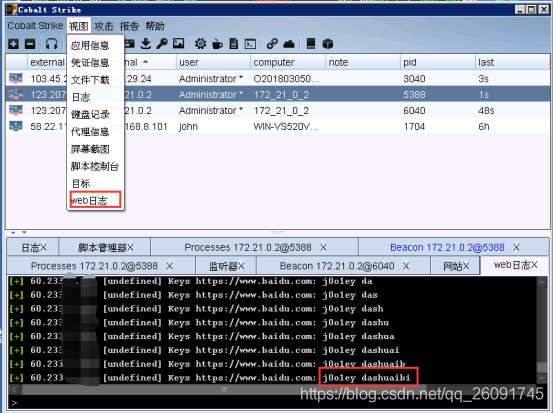 Cobalt Strike
Cobalt Strike 视图 攻击 报告 帮助
应用信息
凭证信息
文件下载
日志
键盘记录
代理信息
屏幕截图
脚本控制台
目标
web日志
external user computer note pid last
103.45.2 29.24 Administrator * O201803050... 3040 3s
123.207 21.0.2 Administrator * 172_21_0_2 5388 1s
123.207 21.0.2 Administrator * 172_21_0_2 6040 48s
58.22.11 168.8.101 john WIN-VS520V... 1704 6h
日志X 脚本管理器X Processes 172.21.0.2@5388 X Beacon 172.21.0.2@5388 X
Processes 172.21.0.2@5388 X 监听器X Beacon 172.21.0.2@6040 X 网站X web日志X
[+] 60.233 [undefined] Keys https://www.baidu.com: j0oley da
[+] 60.233 [undefined] Keys https://www.baidu.com: j0oley das
[+] 60.233 [undefined] Keys https://www.baidu.com: j0oley dash
[+] 60.233 [undefined] Keys https://www.baidu.com: j0oley dashu
[+] 60.233 [undefined] Keys https://www.baidu.com: j0oley dashua
[+] 60.233 [undefined] Keys https://www.baidu.com: j0oley dashuai
[+] 60.233 [undefined] Keys https://www.baidu.com: j0oley dashuaib
[+] 60.233 [undefined] Keys https://www.baidu.com: j0oley dashuaibi
>
https://blog.csdn.net/qq_26091745